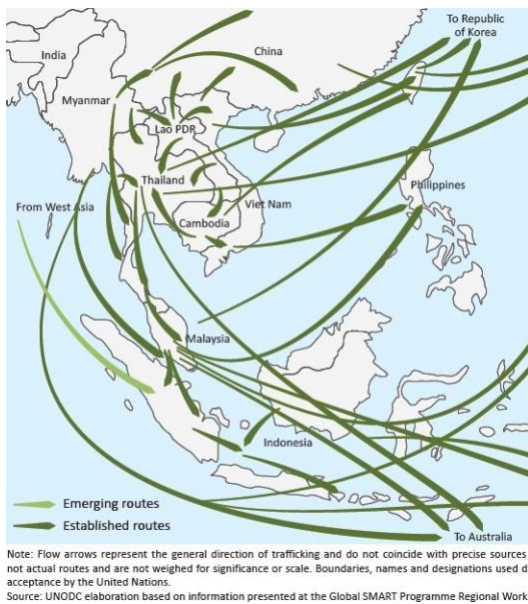 To Republic
of Korea
China
India
Myanmar
Lao PDR
Thailand
Philippines
From West Asia
Viet Nam
Cambodia
Malaysia
Indonesia
Emerging routes
Established routes
To Australia
Note: Flow arrows represent the general direction of trafficking and do not coincide with precise sources
not actual routes and are not weighed for significance or scale. Boundaries, names and designations used d
acceptance by the United Nations.
Source: UNODC elaboration based on information presented at the Global SMART Programme Regional Work